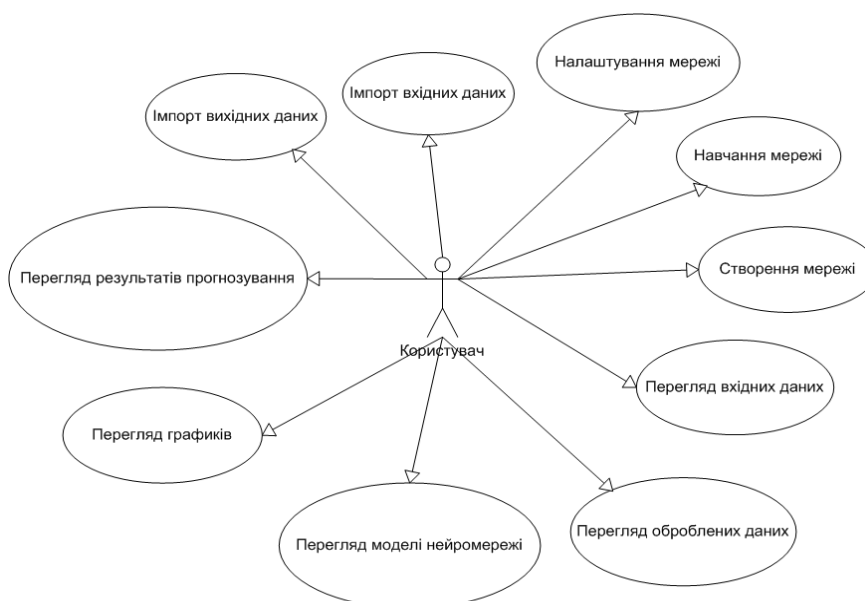 Налаштування мережі
Імпорт вхідних даних
Імпорт вихідних даних
Навчання мережі
Перегляд результатів прогнозування
Створення мережі
Користувач
Перегляд вхідних даних
Перегляд графиків
Перегляд оброблених даних
Перегляд моделі нейромережі